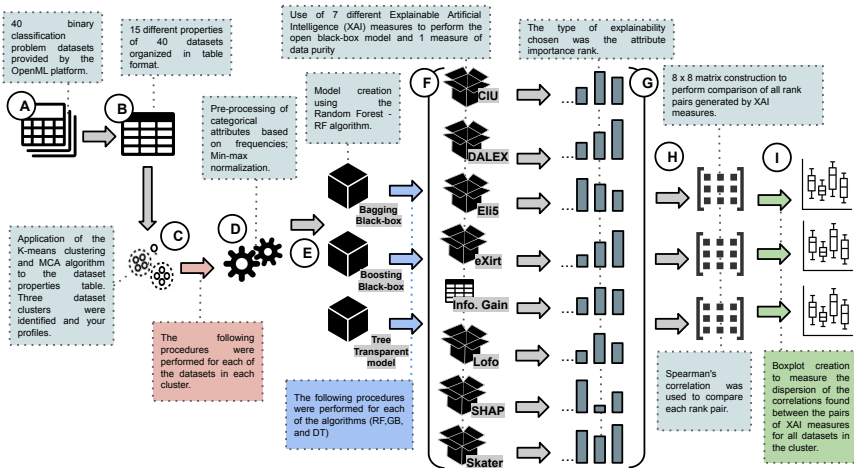 40 binary
classification
problem datasets
provided by the
OpenML platform.
15 different properties
of 40 datasets
organized in table
format.
Use of 7 different Explainable Artificial
Intelligence (XAI) measures to perform the
open black-box model and 1 measure of
data purity
The type of explainability
chosen was the attribute
importance rank.
8 x 8 matrix construction to
perform comparison of all rank
pairs generated by XAI
measures.
Pre-processing of
categorical
attributes based
on frequencies;
Min-max
normalization.
Model creation
using the
Random Forest -
RF algorithm.
A
B
C
D
E
F
G
H
I
Application of the
K-means clustering
and MCA algorithm
to the dataset
properties table.
Three dataset
clusters were
identified and your
profiles.
The following
procedures were
performed for each of
the datasets in each
cluster.
Bagging
Black-box
Boosting
Black-box
Tree
Transparent
model
The following procedures
were performed for each
of the algorithms (RF,GB,
and DT)
CIU
...
DALEX
...
Eli5
...
eXirt
...
Info. Gain
...
Lofo
...
SHAP
...
Skater
...
Spearman's
correlation was
used to compare
each rank pair.
Boxplot creation
to measure the
dispersion of the
correlations found
between the pairs
of XAI measures
for all datasets in
the cluster.